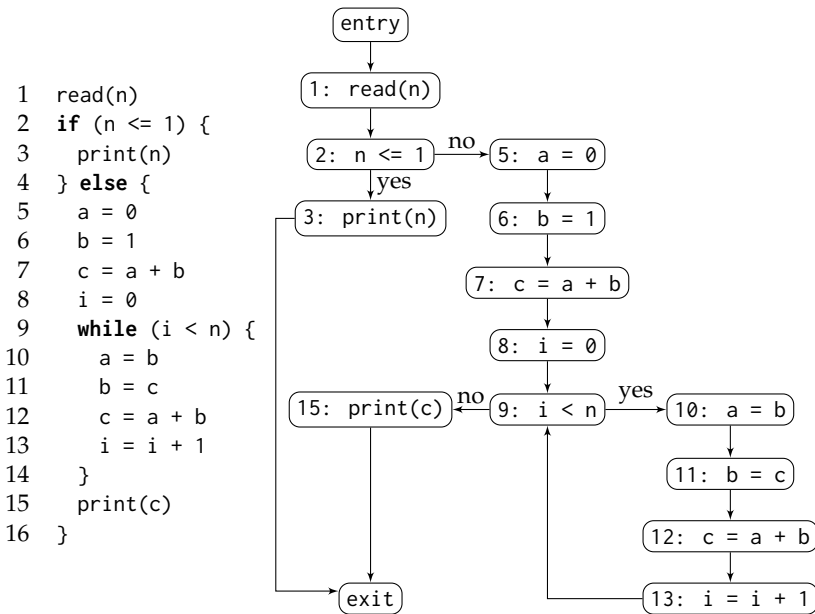 1 read(n)
2 if (n <= 1) {
3 print(n)
4 } else {
5 a = 0
6 b = 1
7 c = a + b
8 i = 0
9 while (i < n) {
10 a = b
11 b = c
12 c = a + b
13 i = i + 1
14 }
15 print(c)
16 }
entry
1: read(n)
2: n <= 1
no
5: a = 0
yes
3: print(n)
6: b = 1
7: c = a + b
8: i = 0
15: print(c)
no
9: i < n
yes
10: a = b
11: b = c
12: c = a + b
exit
13: i = i + 1